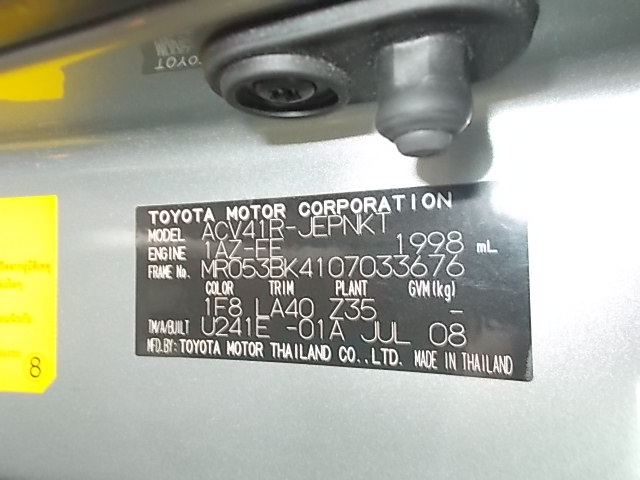 TOYOTA
TOYOTA MOTOR CORPORATION
MODEL ACV41R-JEPNKT
ENGINE 1AZ-FE 1998 mL
FRAME No. MR053BK4107033676
COLOR TRIM PLANT GVM(kg)
1F8 LA40 Z35 –
TM/A/BUILT U241E -01A JUL 08
MFD.BY: TOYOTA MOTOR THAILAND CO.,LTD. MADE IN THAILAND
8